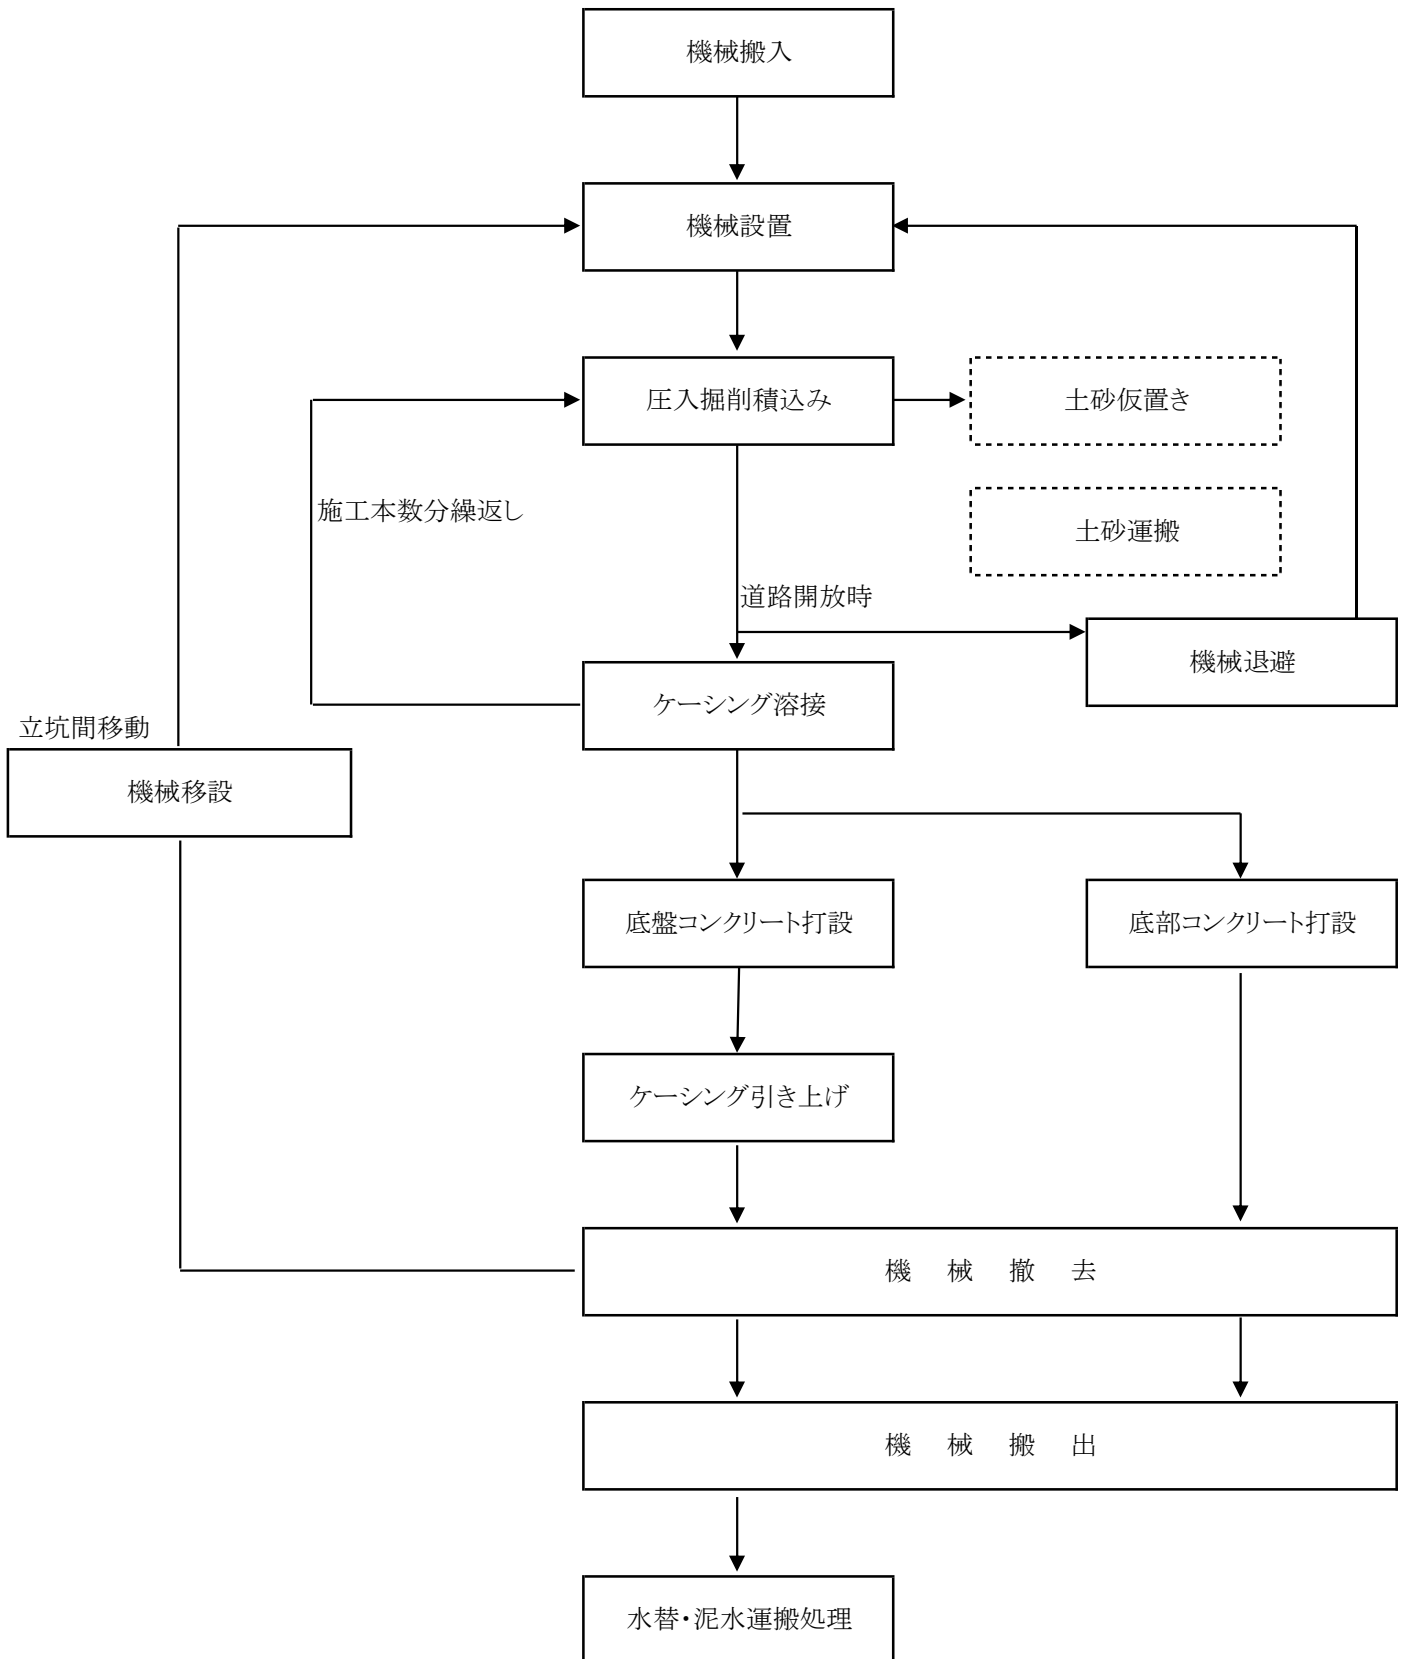 機械搬入
機械設置
圧入掘削積込み
土砂仮置き
施工本数分繰返し
土砂運搬
道路開放時
機械退避
ケーシング溶接
立坑間移動
機械移設
底盤コンクリート打設
底部コンクリート打設
ケーシング引き上げ
機 械 撤 去
機 械 搬 出
水替・泥水運搬処理